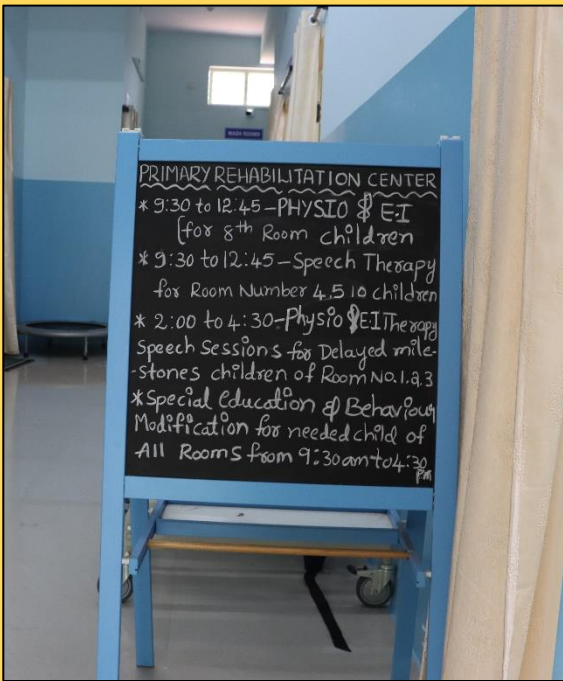 WASH ROOMS
PRIMARY REHABILITATION CENTER
* 9:30 to 12:45 – PHYSIO & E·I
[for 8th Room children
* 9:30 to 12:45 – Speech Therapy
for Room Number 4,5 10 children
* 2:00 to 4:30 – Physio & E·I Therapy
Speech Sessions for Delayed mile-
-stones children of Room NO.1,2,3
* Special Education & Behaviour
Modification for needed child of
All Rooms from 9:30am to 4:30
pm